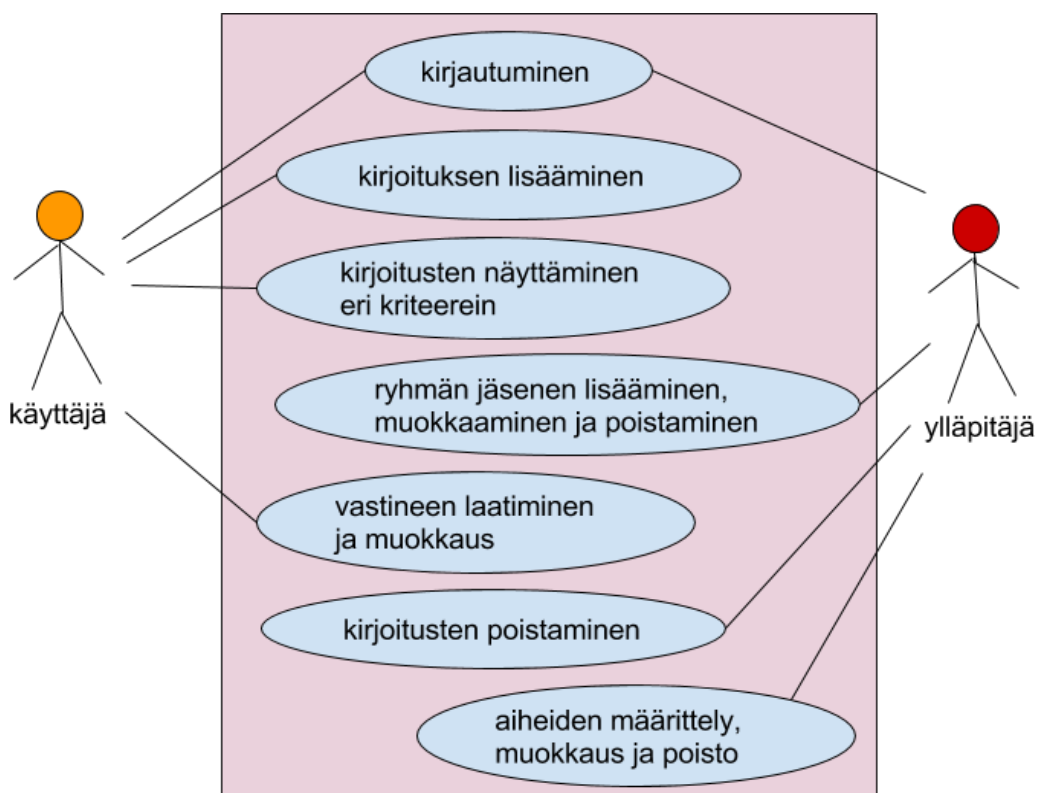 kirjautuminen
kirjoituksen lisääminen
kirjoitusten näyttäminen
eri kriteerein
ryhmän jäsenen lisääminen,
muokkaaminen ja poistaminen
käyttäjä
ylläpitäjä
vastineen laatiminen
ja muokkaus
kirjoitusten poistaminen
aiheiden määrittely,
muokkaus ja poisto